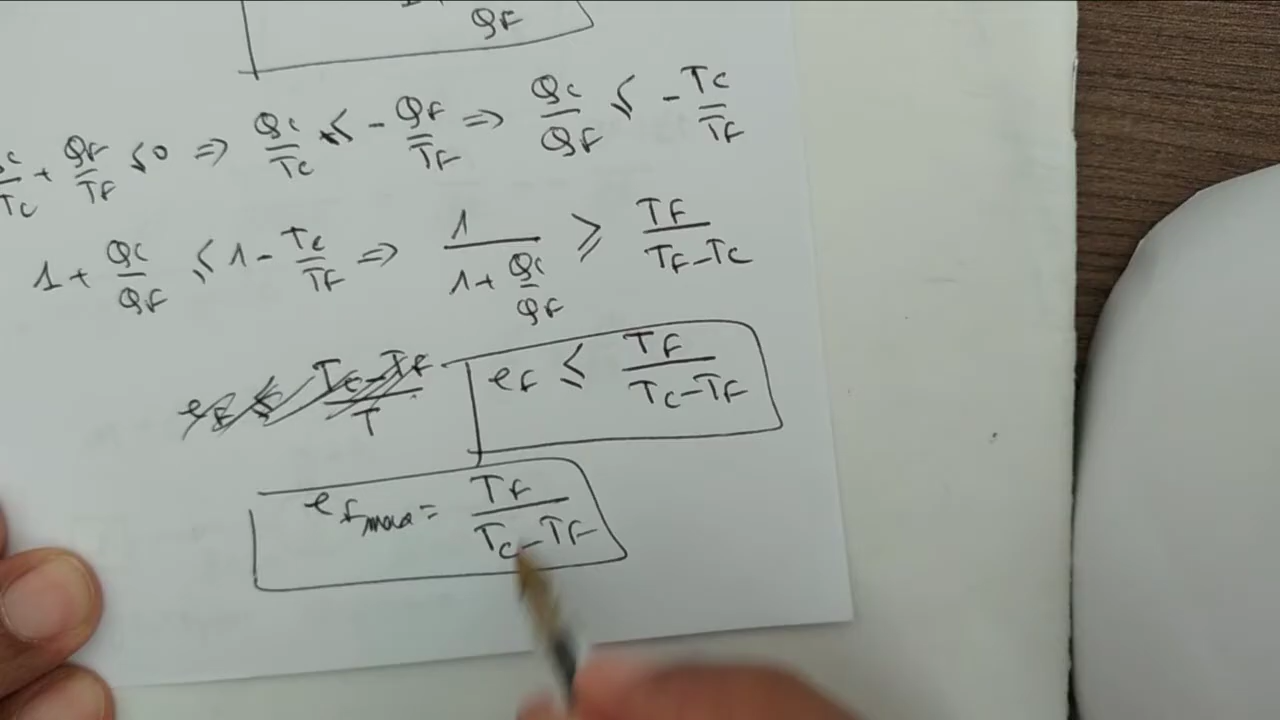 QF
QC/TC + QF/TF ≤ 0 => QC/TC ≤ - QF/TF => QC/QF ≤ - TC/TF
1 + QC/QF ≤ 1 - TC/TF => 1/(1 + QC/QF) ≥ TF/(TF - TC)
eF ≤ TF/(TC - TF)
efmax = TF/(TC - TF)